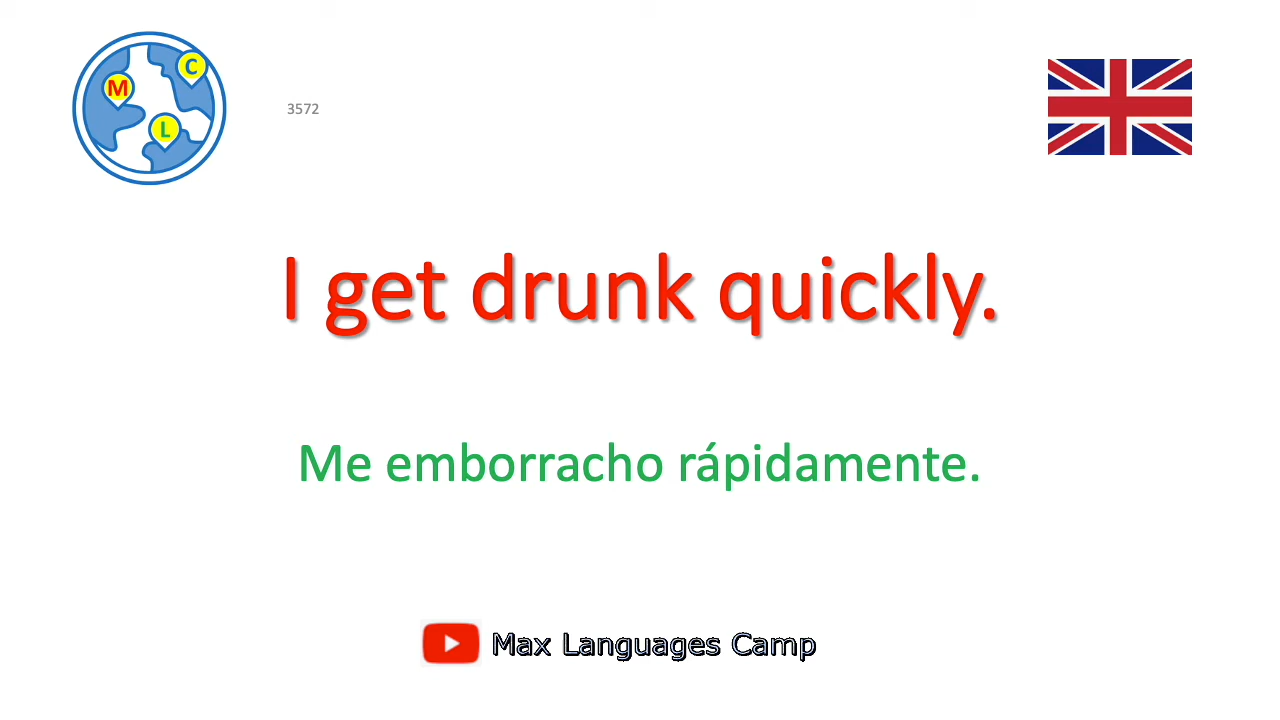 M
C
L
3572
I get drunk quickly.
Me emborracho rápidamente.
Max Languages Camp